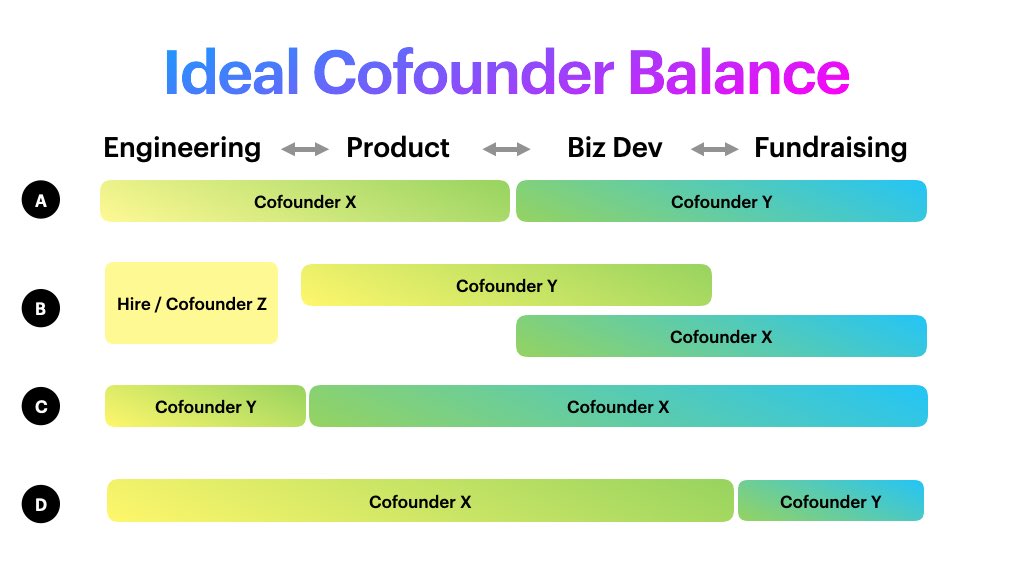 Ideal Cofounder Balance
Engineering Product Biz Dev Fundraising
A Cofounder X Cofounder Y
B Hire / Cofounder Z Cofounder Y
Cofounder X
C Cofounder Y Cofounder X
D Cofounder X Cofounder Y